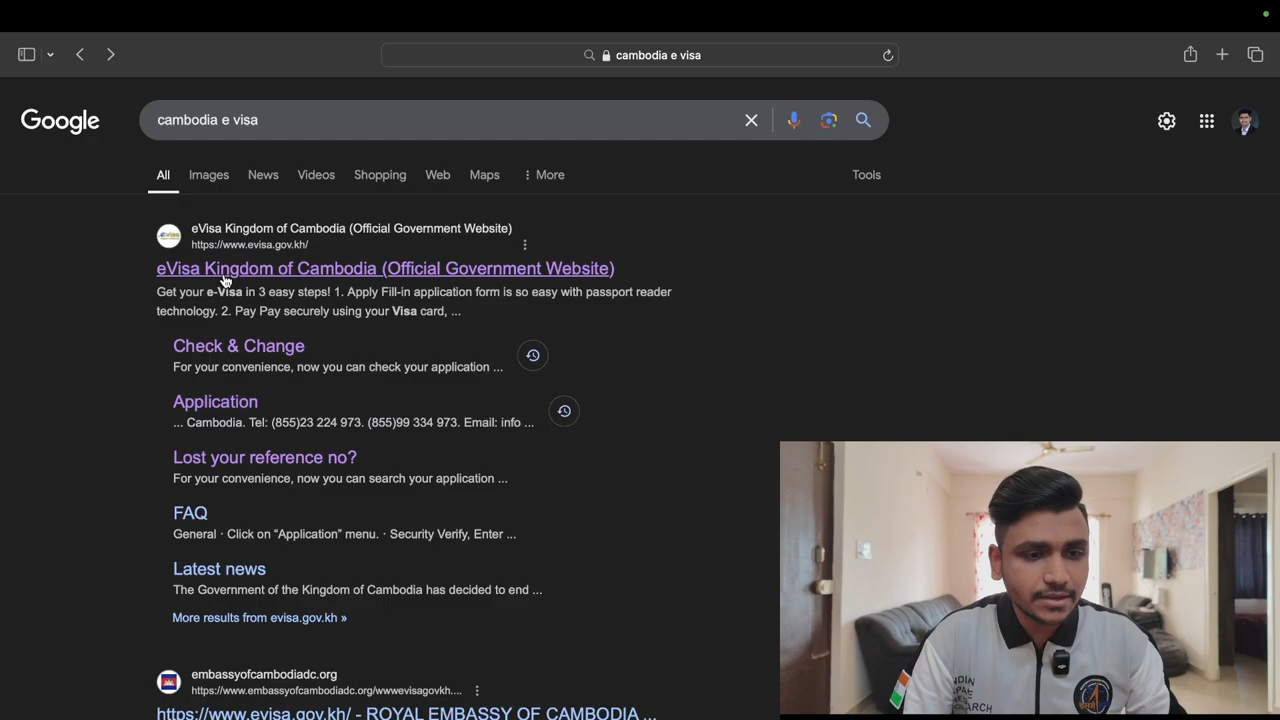 cambodia e visa
Google
cambodia e visa
All Images News Videos Shopping Web Maps More Tools
eVisa Kingdom of Cambodia (Official Government Website)
https://www.evisa.gov.kh/
eVisa Kingdom of Cambodia (Official Government Website)
Get your e-Visa in 3 easy steps! 1. Apply Fill-in application form is so easy with passport reader
technology. 2. Pay Pay securely using your Visa card, ...
Check & Change
For your convenience, now you can check your application ...
Application
... Cambodia. Tel: (855)23 224 973. (855)99 334 973. Email: info ...
Lost your reference no?
For your convenience, now you can search your application ...
FAQ
General · Click on “Application” menu. · Security Verify, Enter ...
Latest news
The Government of the Kingdom of Cambodia has decided to end ...
More results from evisa.gov.kh »
embassyofcambodiadc.org
https://www.embassyofcambodiadc.org/wwwevisagovkh....
https://www.evisa.gov.kh/ - ROYAL EMBASSY OF CAMBODIA ...